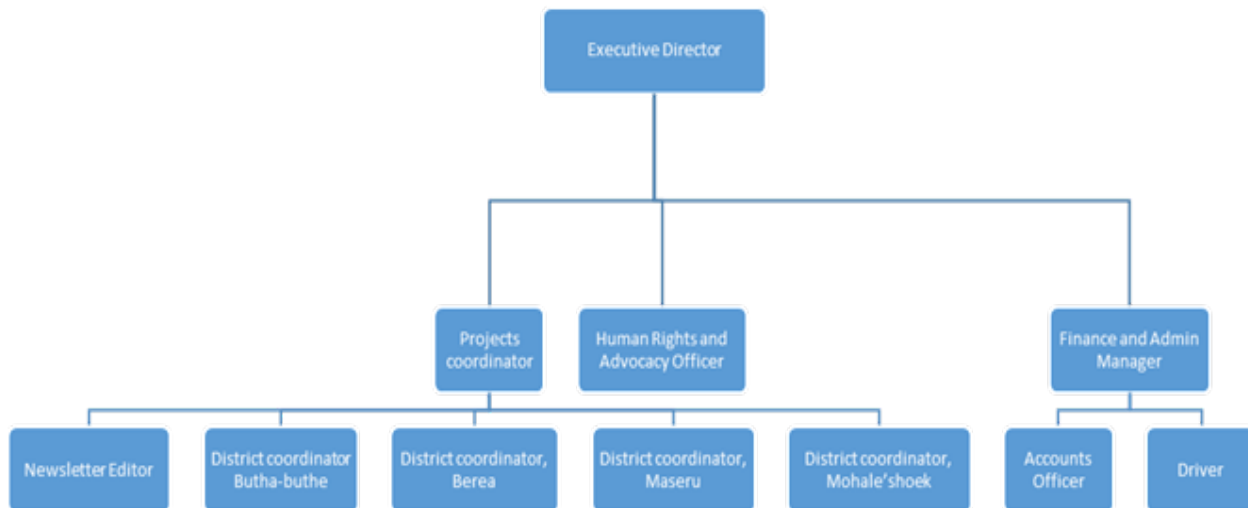 Executive Director
Projects
coordinator
Human Rights and
Advocacy Officer
Finance and Admin
Manager
Newsletter Editor
District coordinator
Butha-buthe
District coordinator,
Berea
District coordinator,
Maseru
District coordinator,
Mohale'shoek
Accounts
Officer
Driver